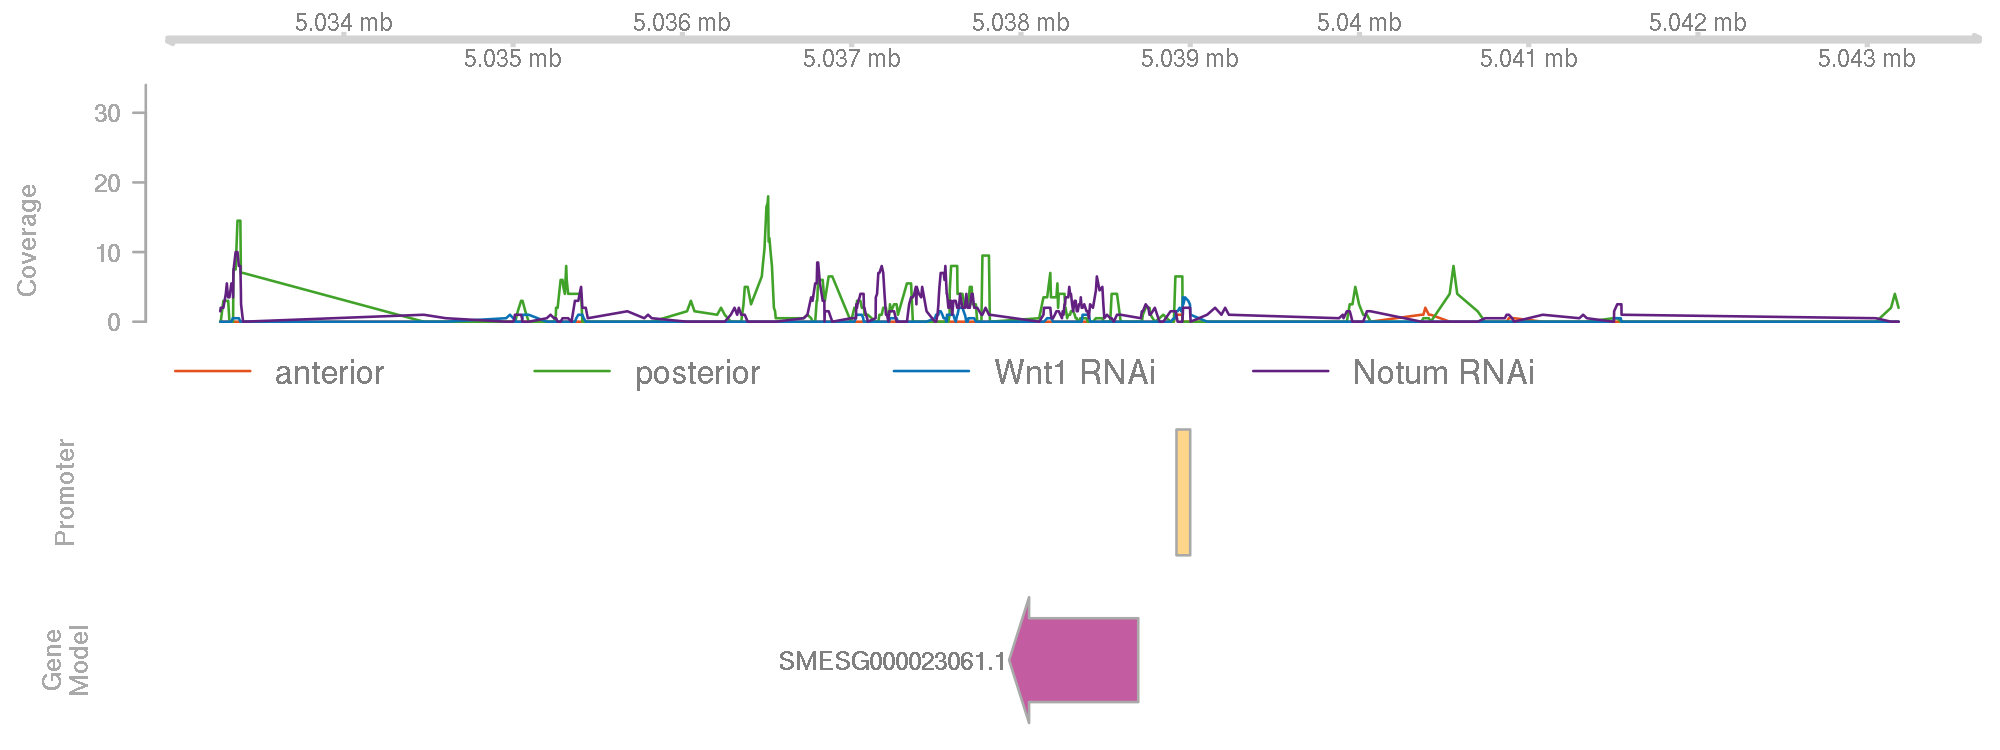 5.034 mb 5.036 mb 5.038 mb 5.04 mb 5.042 mb
5.035 mb 5.037 mb 5.039 mb 5.041 mb 5.043 mb
30
20
10
0
Coverage
anterior posterior Wnt1 RNAi Notum RNAi
Promoter
Gene
Model
SMESG000023061.1